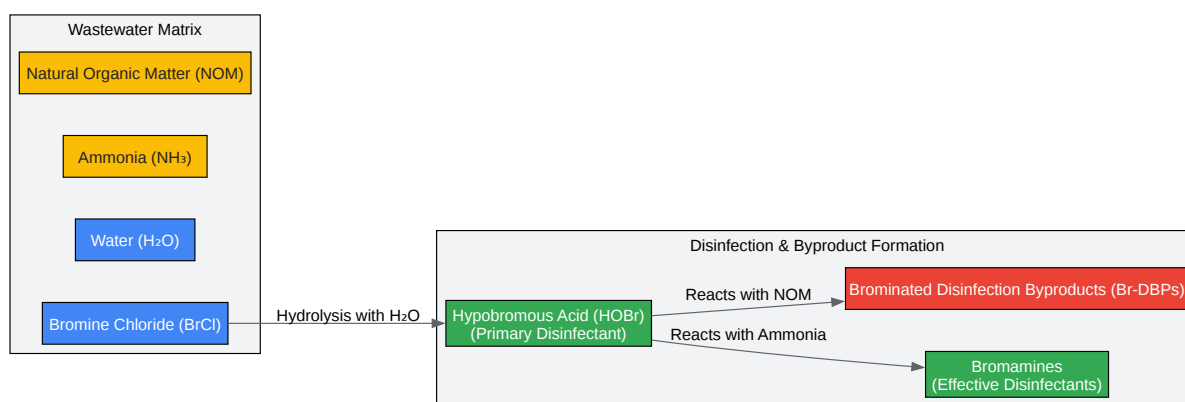 Wastewater Matrix
Natural Organic Matter (NOM)
Ammonia (NH₃)
Water (H₂O)
Bromine Chloride (BrCl)
Hydrolysis with H₂O
Disinfection & Byproduct Formation
Hypobromous Acid (HOBr)
(Primary Disinfectant)
Reacts with NOM
Reacts with Ammonia
Brominated Disinfection Byproducts (Br-DBPs)
Bromamines
(Effective Disinfectants)